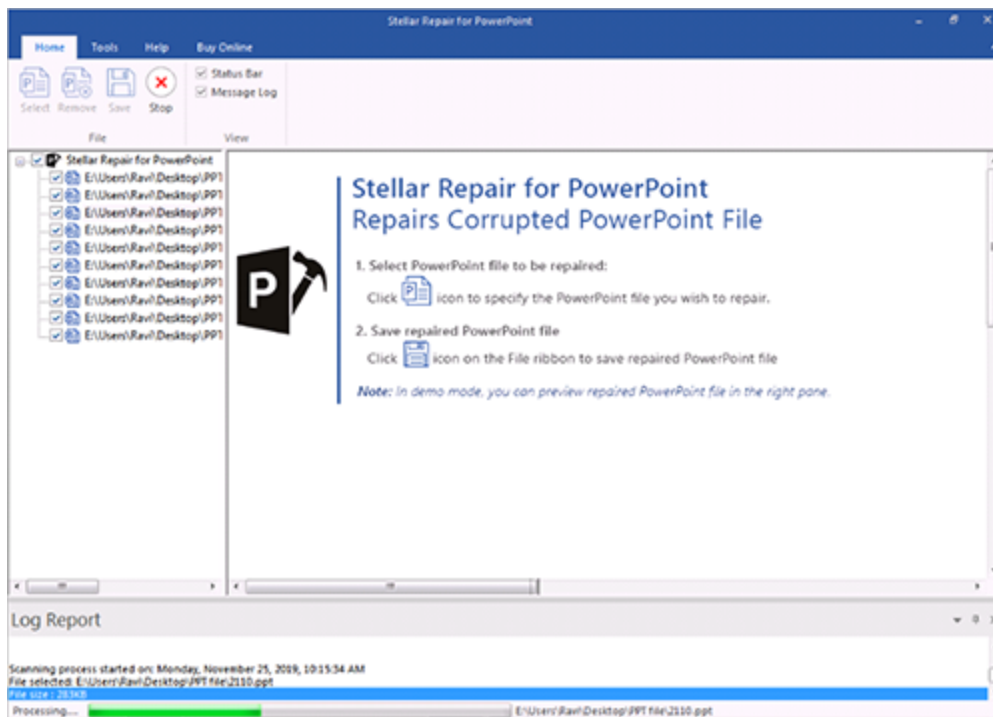 Stellar Repair for PowerPoint
Home Tools Help Buy Online
Status Bar
Message Log
Select Remove Save Stop
File View
Stellar Repair for PowerPoint
E:\Users\Ravi\Desktop\PPT
E:\Users\Ravi\Desktop\PPT
E:\Users\Ravi\Desktop\PPT
E:\Users\Ravi\Desktop\PPT
E:\Users\Ravi\Desktop\PPT
E:\Users\Ravi\Desktop\PPT
E:\Users\Ravi\Desktop\PPT
E:\Users\Ravi\Desktop\PPT
E:\Users\Ravi\Desktop\PPT
E:\Users\Ravi\Desktop\PPT
P
Stellar Repair for PowerPoint
Repairs Corrupted PowerPoint File
1. Select PowerPoint file to be repaired:
Click icon to specify the PowerPoint file you wish to repair.
2. Save repaired PowerPoint file
Click icon on the File ribbon to save repaired PowerPoint file
Note: In demo mode, you can preview repaired PowerPoint file in the right pane.
Log Report
Scanning process started on: Monday, November 25, 2019, 10:15:34 AM
File selected: E:\Users\Ravi\Desktop\PPT file\2110.ppt
File size : 283KB
Processing.... E:\Users\Ravi\Desktop\PPT file\2110.ppt